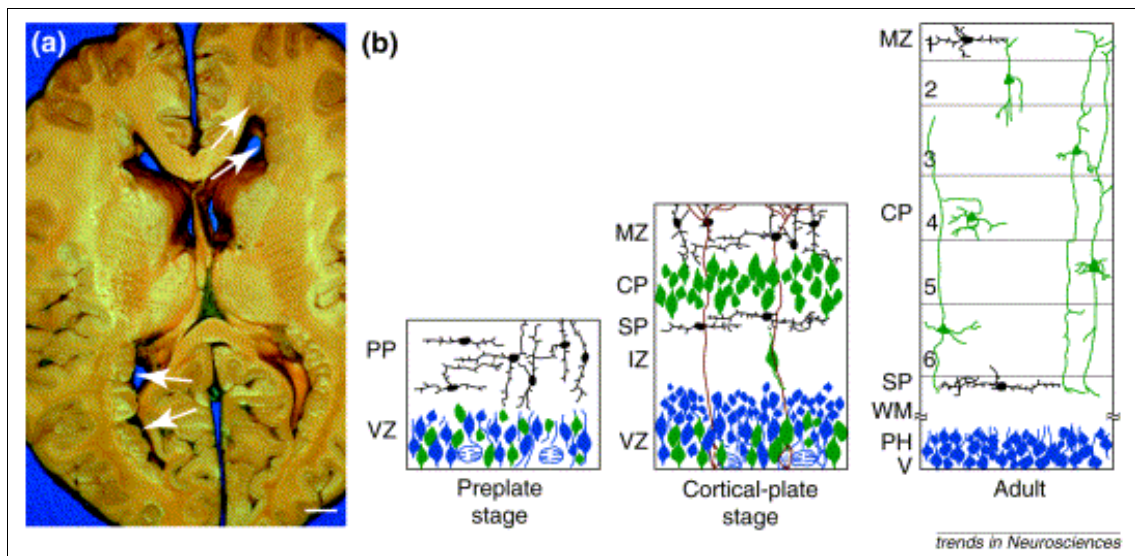 (a)
(b)
PP
VZ
Preplate
stage
MZ
CP
SP
IZ
VZ
Cortical-plate
stage
MZ
1
2
3
CP
4
5
6
SP
WM
PH
V
Adult
trends in Neurosciences